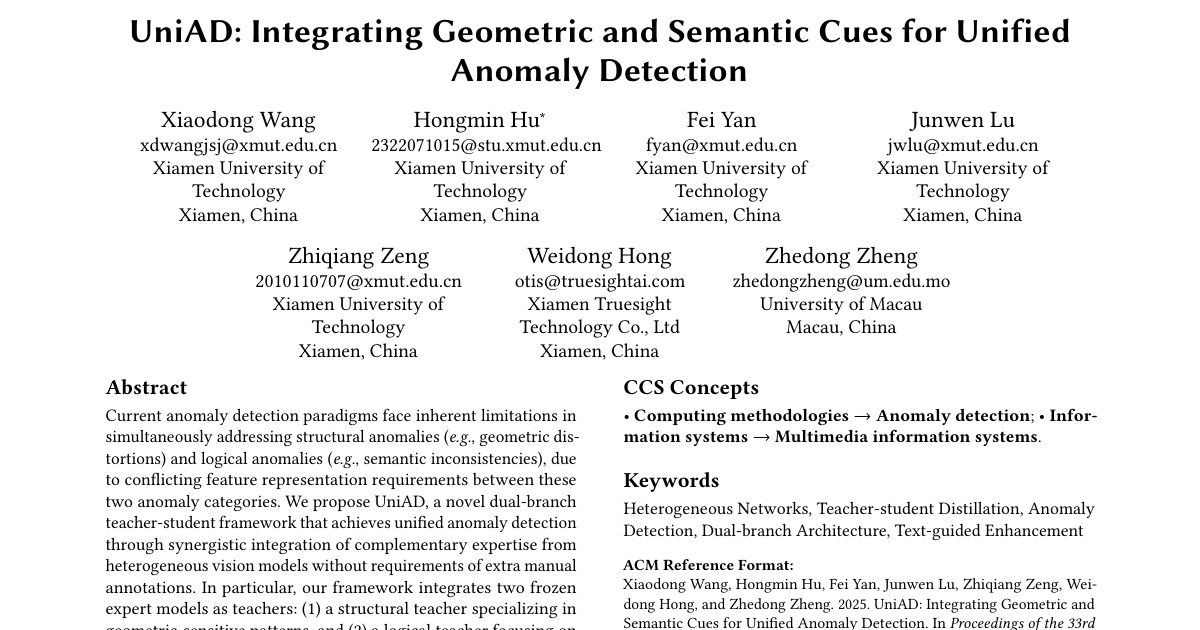 UniAD: Integrating Geometric and Semantic Cues for Unified
Anomaly Detection
Xiaodong Wang
xdwangjsj@xmut.edu.cn
Xiamen University of
Technology
Xiamen, China
Hongmin Hu*
2322071015@stu.xmut.edu.cn
Xiamen University of
Technology
Xiamen, China
Fei Yan
fyan@xmut.edu.cn
Xiamen University of
Technology
Xiamen, China
Junwen Lu
jwlu@xmut.edu.cn
Xiamen University of
Technology
Xiamen, China
Zhiqiang Zeng
2010110707@xmut.edu.cn
Xiamen University of
Technology
Xiamen, China
Weidong Hong
otis@truesightai.com
Xiamen Truesight
Technology Co., Ltd
Xiamen, China
Zhedong Zheng
zhedongzheng@um.edu.mo
University of Macau
Macau, China
Abstract
Current anomaly detection paradigms face inherent limitations in
simultaneously addressing structural anomalies (e.g., geometric dis-
tortions) and logical anomalies (e.g., semantic inconsistencies), due
to conflicting feature representation requirements between these
two anomaly categories. We propose UniAD, a novel dual-branch
teacher-student framework that achieves unified anomaly detection
through synergistic integration of complementary expertise from
heterogeneous vision models without requirements of extra manual
annotations. In particular, our framework integrates two frozen
expert models as teachers: (1) a structural teacher specializing in
geometric-sensitive patterns, and (2) a logical teacher focusing on
CCS Concepts
• Computing methodologies → Anomaly detection; • Infor-
mation systems → Multimedia information systems.
Keywords
Heterogeneous Networks, Teacher-student Distillation, Anomaly
Detection, Dual-branch Architecture, Text-guided Enhancement
ACM Reference Format:
Xiaodong Wang, Hongmin Hu, Fei Yan, Junwen Lu, Zhiqiang Zeng, Wei-
dong Hong, and Zhedong Zheng. 2025. UniAD: Integrating Geometric and
Semantic Cues for Unified Anomaly Detection. In Proceedings of the 33rd